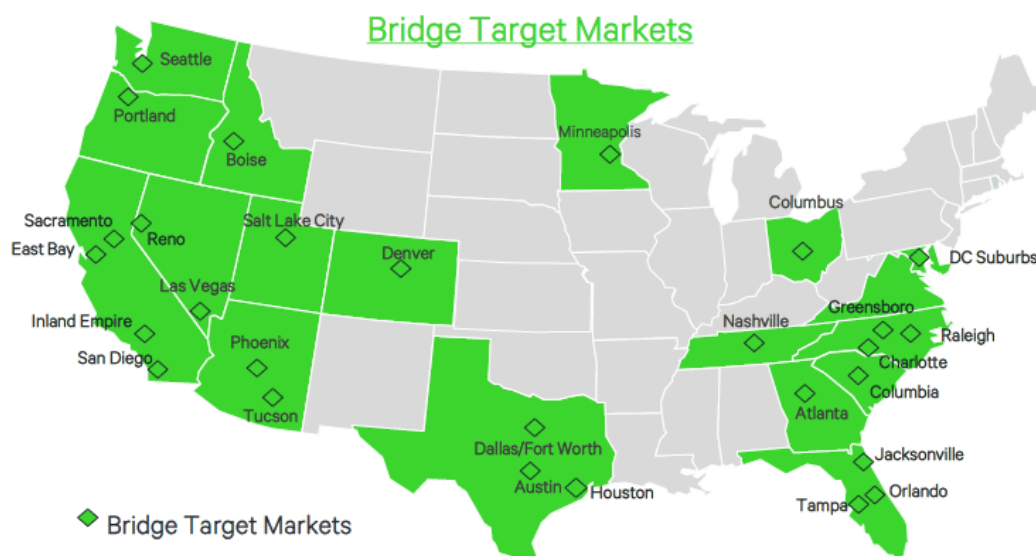 Bridge Target Markets
Seattle
Portland
Boise
Minneapolis
Columbus
Sacramento
Reno
Salt Lake City
East Bay
Denver
DC Suburbs
Las Vegas
Greensboro
Inland Empire
Nashville
Raleigh
San Diego
Phoenix
Charlotte
Columbia
Tucson
Atlanta
Dallas/Fort Worth
Jacksonville
Austin
Houston
Orlando
Tampa
Bridge Target Markets